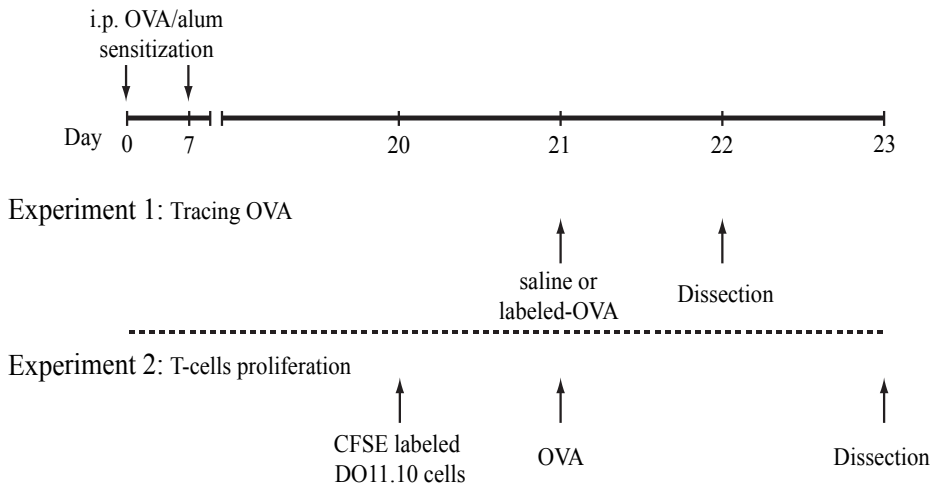 i.p. OVA/alum
sensitization
Day 0 7 20 21 22 23
Experiment 1: Tracing OVA
saline or
labeled-OVA
Dissection
Experiment 2: T-cells proliferation
CFSE labeled
DO11.10 cells
OVA
Dissection